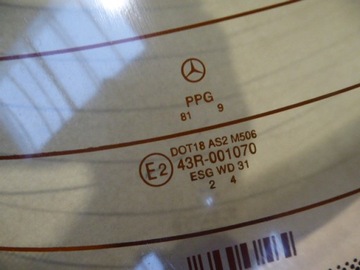 PPG
81 9
DOT18 AS2 M506
E2 43R-001070
ESG WD 31
2 4